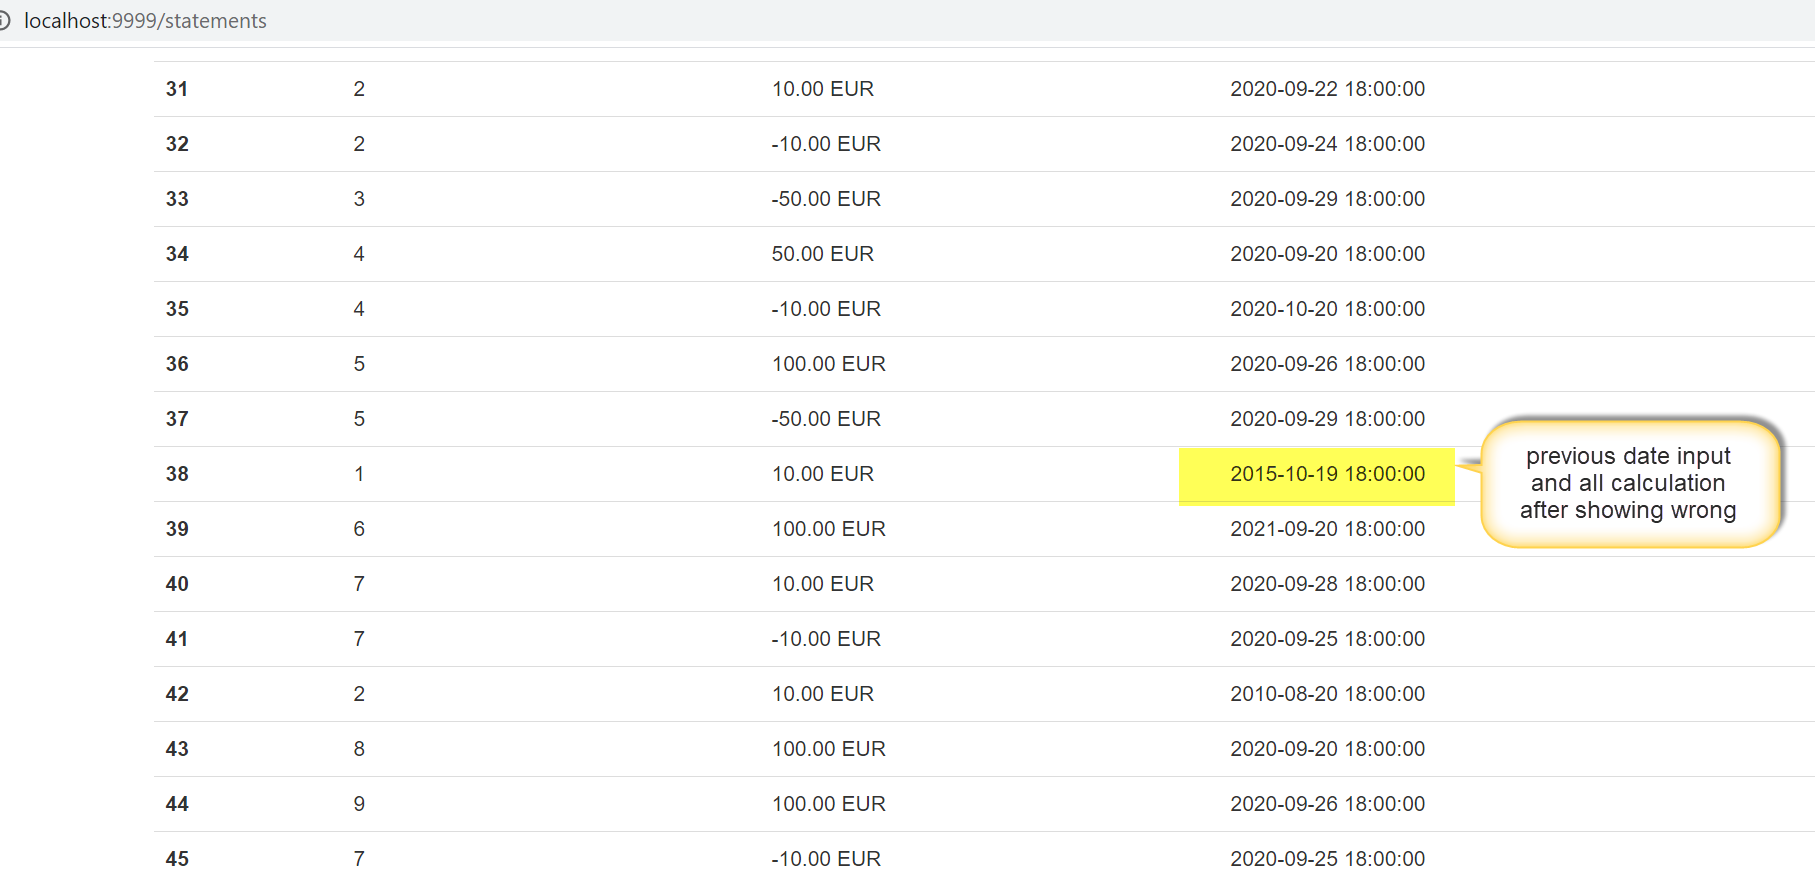 localhost:9999/statements
31 2 10.00 EUR 2020-09-22 18:00:00
32 2 -10.00 EUR 2020-09-24 18:00:00
33 3 -50.00 EUR 2020-09-29 18:00:00
34 4 50.00 EUR 2020-09-20 18:00:00
35 4 -10.00 EUR 2020-10-20 18:00:00
36 5 100.00 EUR 2020-09-26 18:00:00
37 5 -50.00 EUR 2020-09-29 18:00:00
38 1 10.00 EUR 2015-10-19 18:00:00
previous date input
and all calculation
after showing wrong
39 6 100.00 EUR 2021-09-20 18:00:00
40 7 10.00 EUR 2020-09-28 18:00:00
41 7 -10.00 EUR 2020-09-25 18:00:00
42 2 10.00 EUR 2010-08-20 18:00:00
43 8 100.00 EUR 2020-09-20 18:00:00
44 9 100.00 EUR 2020-09-26 18:00:00
45 7 -10.00 EUR 2020-09-25 18:00:00